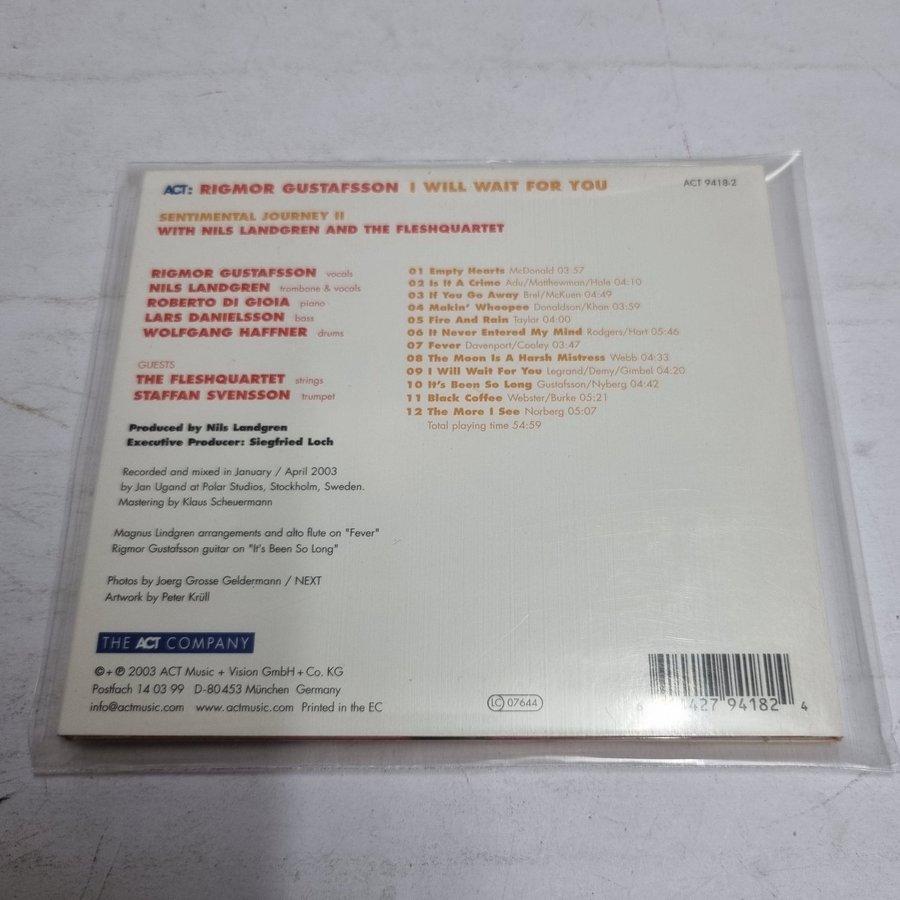 ACT: RIGMOR GUSTAFSSON I WILL WAIT FOR YOU
ACT 9418-2
SENTIMENTAL JOURNEY II
WITH NILS LANDGREN AND THE FLESHQUARTET
RIGMOR GUSTAFSSON vocals
NILS LANDGREN trombone & vocals
ROBERTO DI GIOIA piano
LARS DANIELSSON bass
WOLFGANG HAFFNER drums
GUESTS
THE FLESHQUARTET strings
STAFFAN SVENSSON trumpet
Produced by Nils Landgren
Executive Producer: Siegfried Loch
Recorded and mixed in January / April 2003
by Jan Ugand at Polar Studios, Stockholm, Sweden.
Mastering by Klaus Scheuermann
Magnus Lindgren arrangements and alto flute on "Fever"
Rigmor Gustafsson guitar on "It's Been So Long"
Photos by Joerg Grosse Geldermann / NEXT
Artwork by Peter Krüll
01 Empty Hearts McDonald 03:57
02 Is It A Crime Adu/Matthewman/Hale 04:10
03 If You Go Away Brel/McKuen 04:49
04 Makin' Whoopee Donaldson/Khan 03:59
05 Fire And Rain Taylor 04:00
06 It Never Entered My Mind Rodgers/Hart 05:46
07 Fever Davenport/Cooley 03:47
08 The Moon Is A Harsh Mistress Webb 04:33
09 I Will Wait For You Legrand/Demy/Gimbel 04:20
10 It's Been So Long Gustafsson/Nyberg 04:42
11 Black Coffee Webster/Burke 05:21
12 The More I See Norberg 05:07
Total playing time 54:59
THE ACT COMPANY
©+℗ 2003 ACT Music + Vision GmbH + Co. KG
Postfach 14 03 99 D-80453 München Germany
info@actmusic.com www.actmusic.com Printed in the EC
LC 07644
427 94182 4